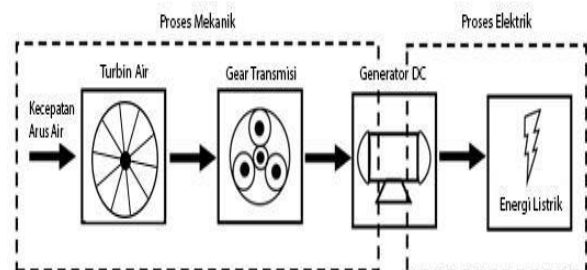 Proses Mekanik
Proses Elektrik
Turbin Air
Gear Transmisi
Generator DC
Kecepatan
Arus Air
Energi Listrik